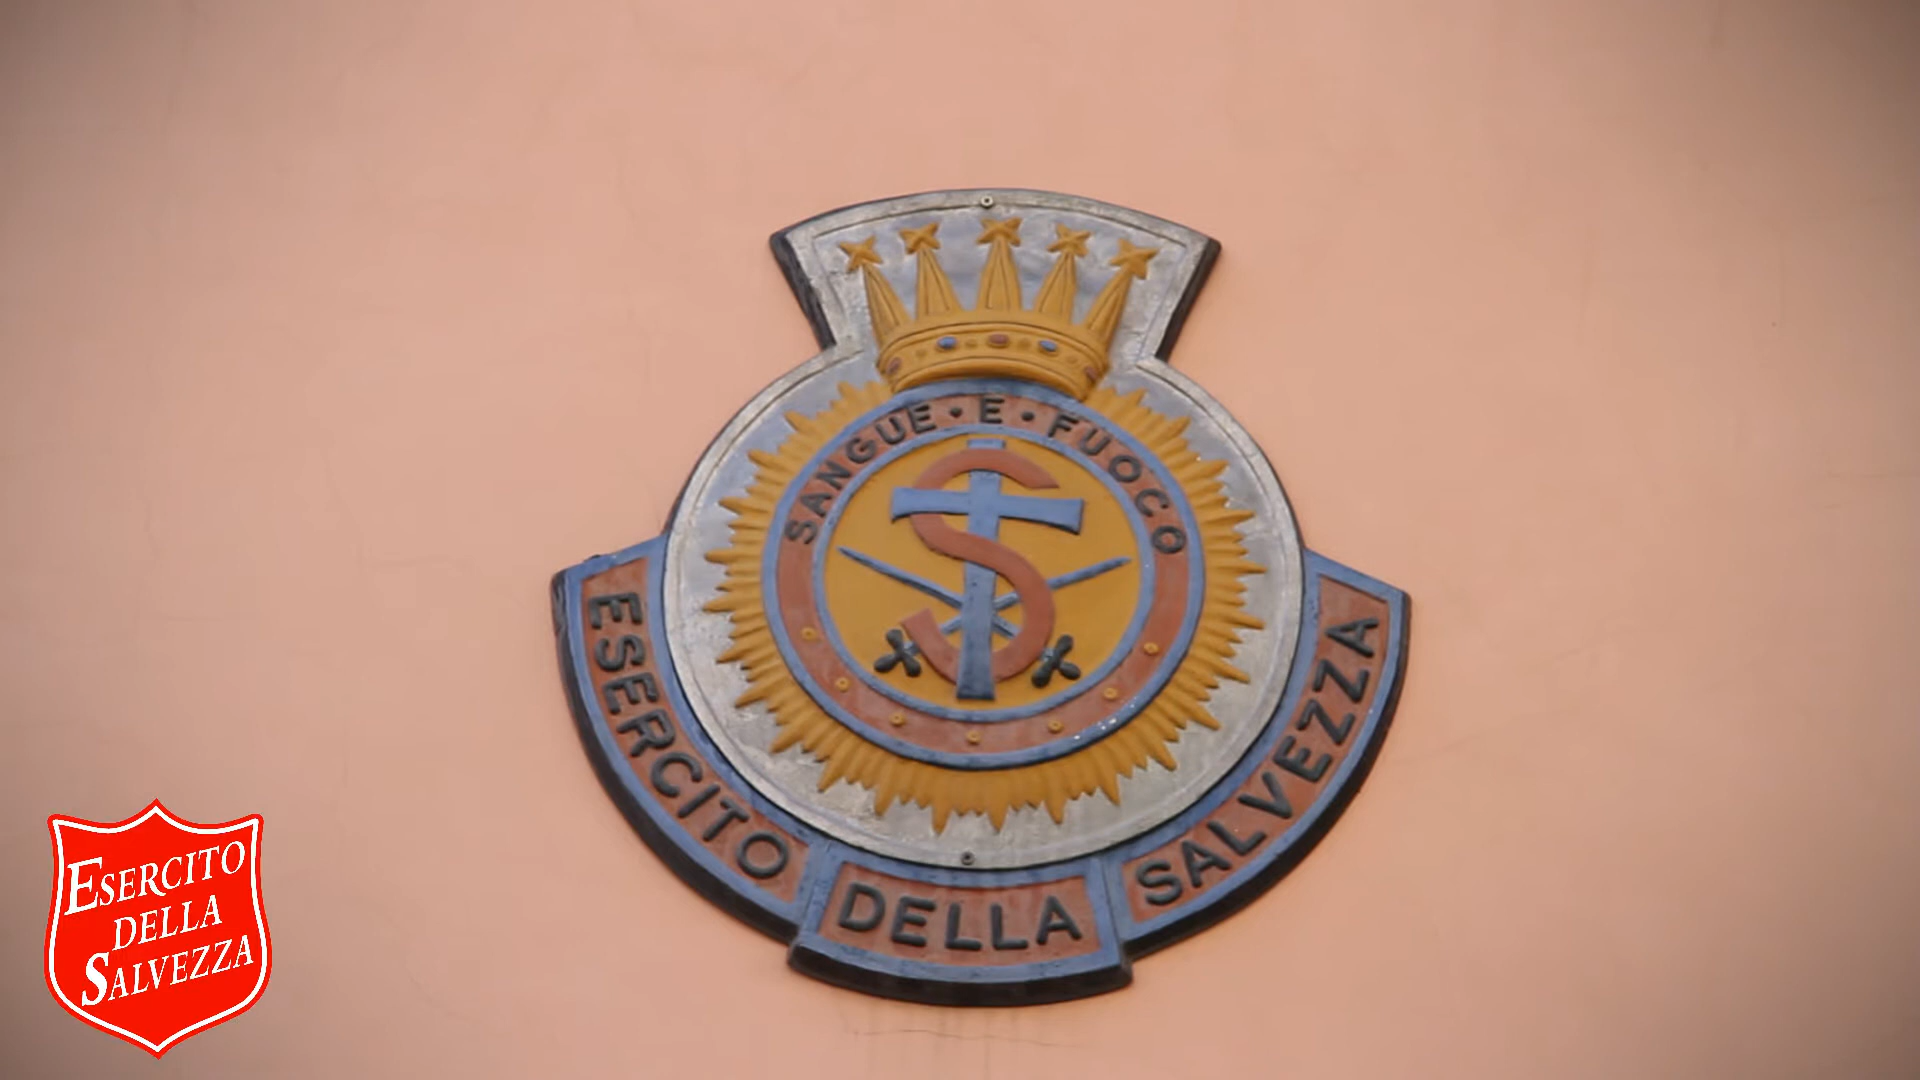 SANGUE • E • FUOCO
S
ESERCITO DELLA SALVEZZA
ESERCITO
DELLA
SALVEZZA